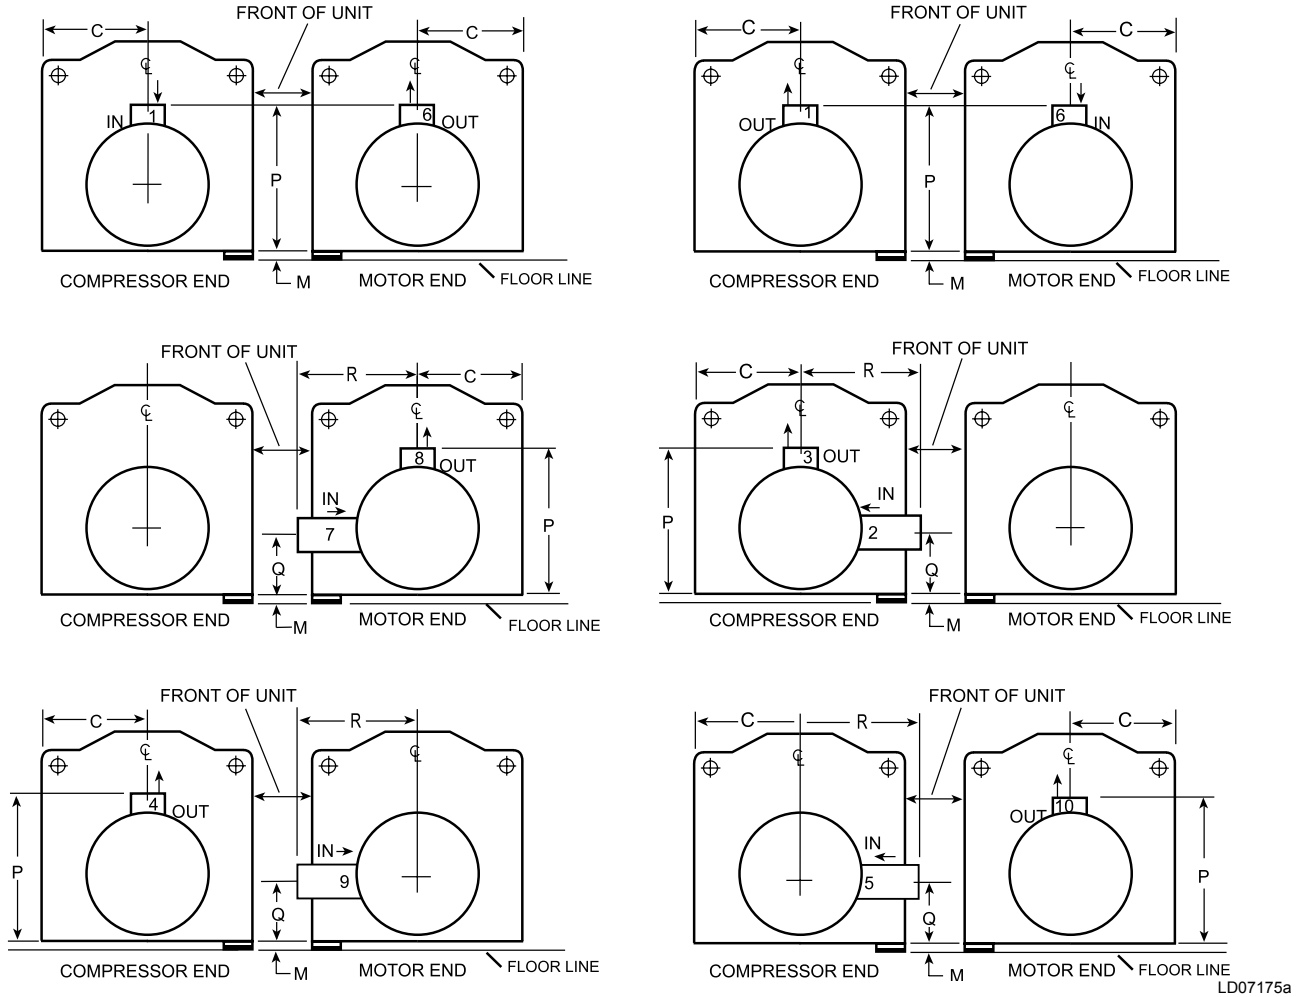 FRONT OF UNIT
C
C
℄
℄
IN
1
6
OUT
P
COMPRESSOR END
M
MOTOR END
FLOOR LINE
FRONT OF UNIT
C
C
℄
℄
OUT
1
6
IN
P
COMPRESSOR END
M
MOTOR END
FLOOR LINE
FRONT OF UNIT
R
C
℄
℄
8
OUT
IN
7
P
Q
COMPRESSOR END
M
MOTOR END
FLOOR LINE
FRONT OF UNIT
C
R
℄
℄
3
OUT
IN
2
P
Q
COMPRESSOR END
M
MOTOR END
FLOOR LINE
FRONT OF UNIT
C
R
℄
℄
4
OUT
IN
9
P
Q
COMPRESSOR END
M
MOTOR END
FLOOR LINE
FRONT OF UNIT
C
R
C
℄
℄
OUT
10
IN
5
P
Q
COMPRESSOR END
M
MOTOR END
FLOOR LINE
LD07175a